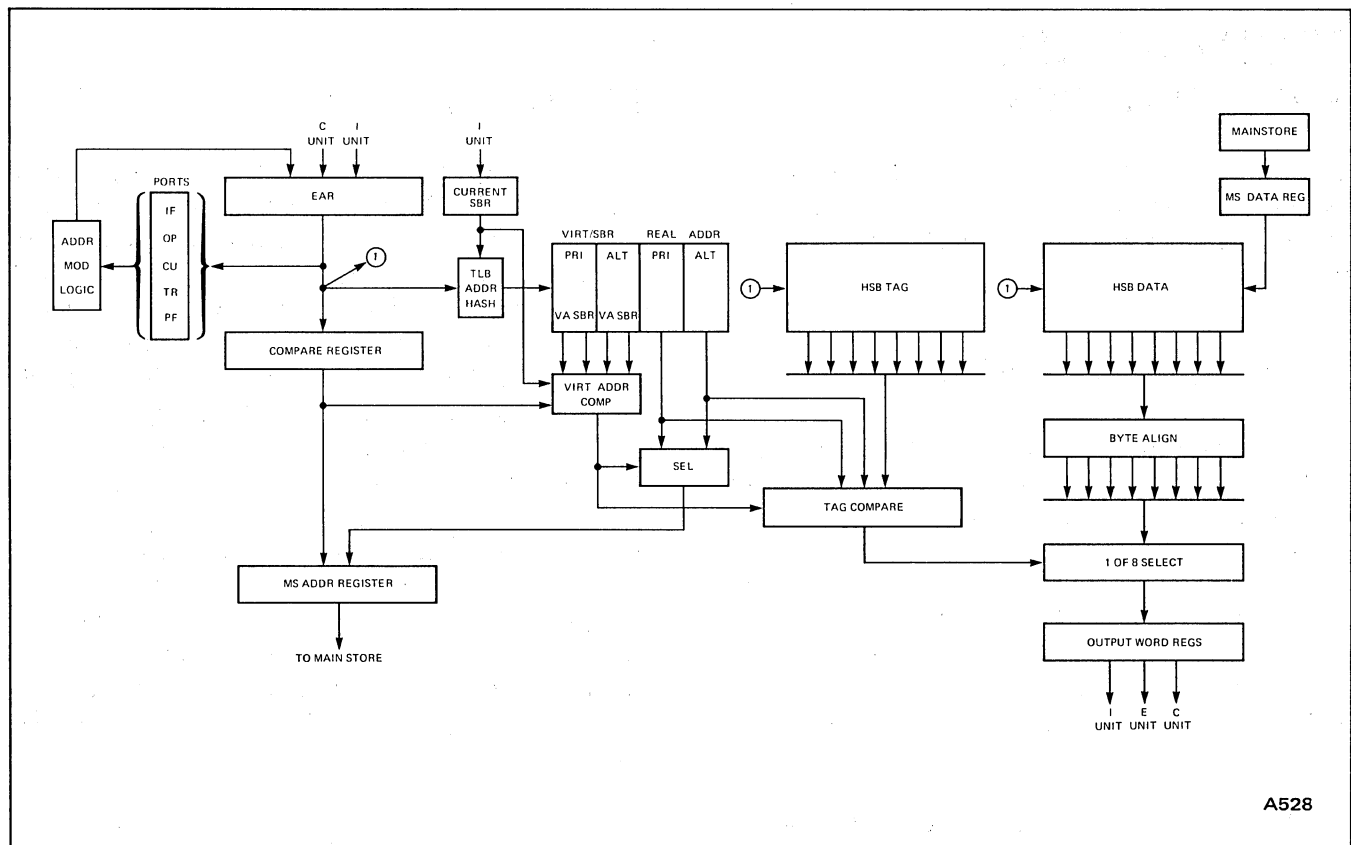 C UNIT
I UNIT
I UNIT
MAINSTORE
PORTS
EAR
CURRENT SBR
MS DATA REG
IF
OP
CU
TR
PF
ADDR MOD LOGIC
1
TLB ADDR HASH
VIRT/SBR
REAL ADDR
PRI
ALT
PRI
ALT
VA SBR
VA SBR
1
HSB TAG
1
HSB DATA
COMPARE REGISTER
VIRT ADDR COMP
BYTE ALIGN
SEL
TAG COMPARE
1 OF 8 SELECT
MS ADDR REGISTER
OUTPUT WORD REGS
TO MAIN STORE
I UNIT
E UNIT
C UNIT
A528